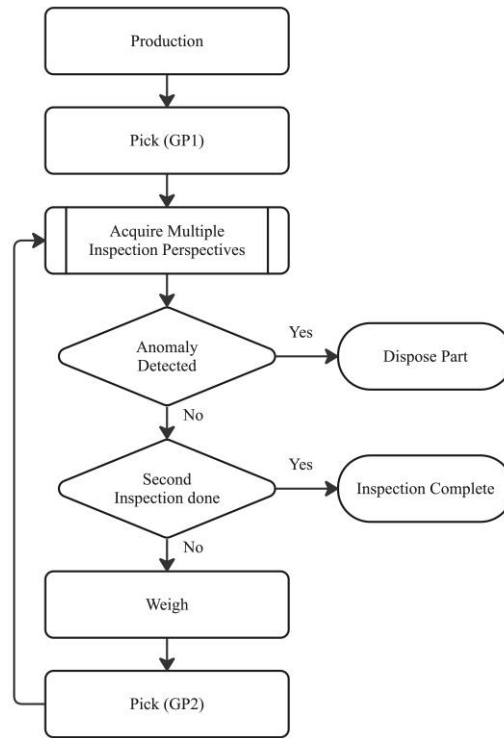 Production
Pick (GP1)
Acquire Multiple
Inspection Perspectives
Anomaly
Detected
Yes
Dispose Part
No
Second
Inspection done
Yes
Inspection Complete
No
Weigh
Pick (GP2)